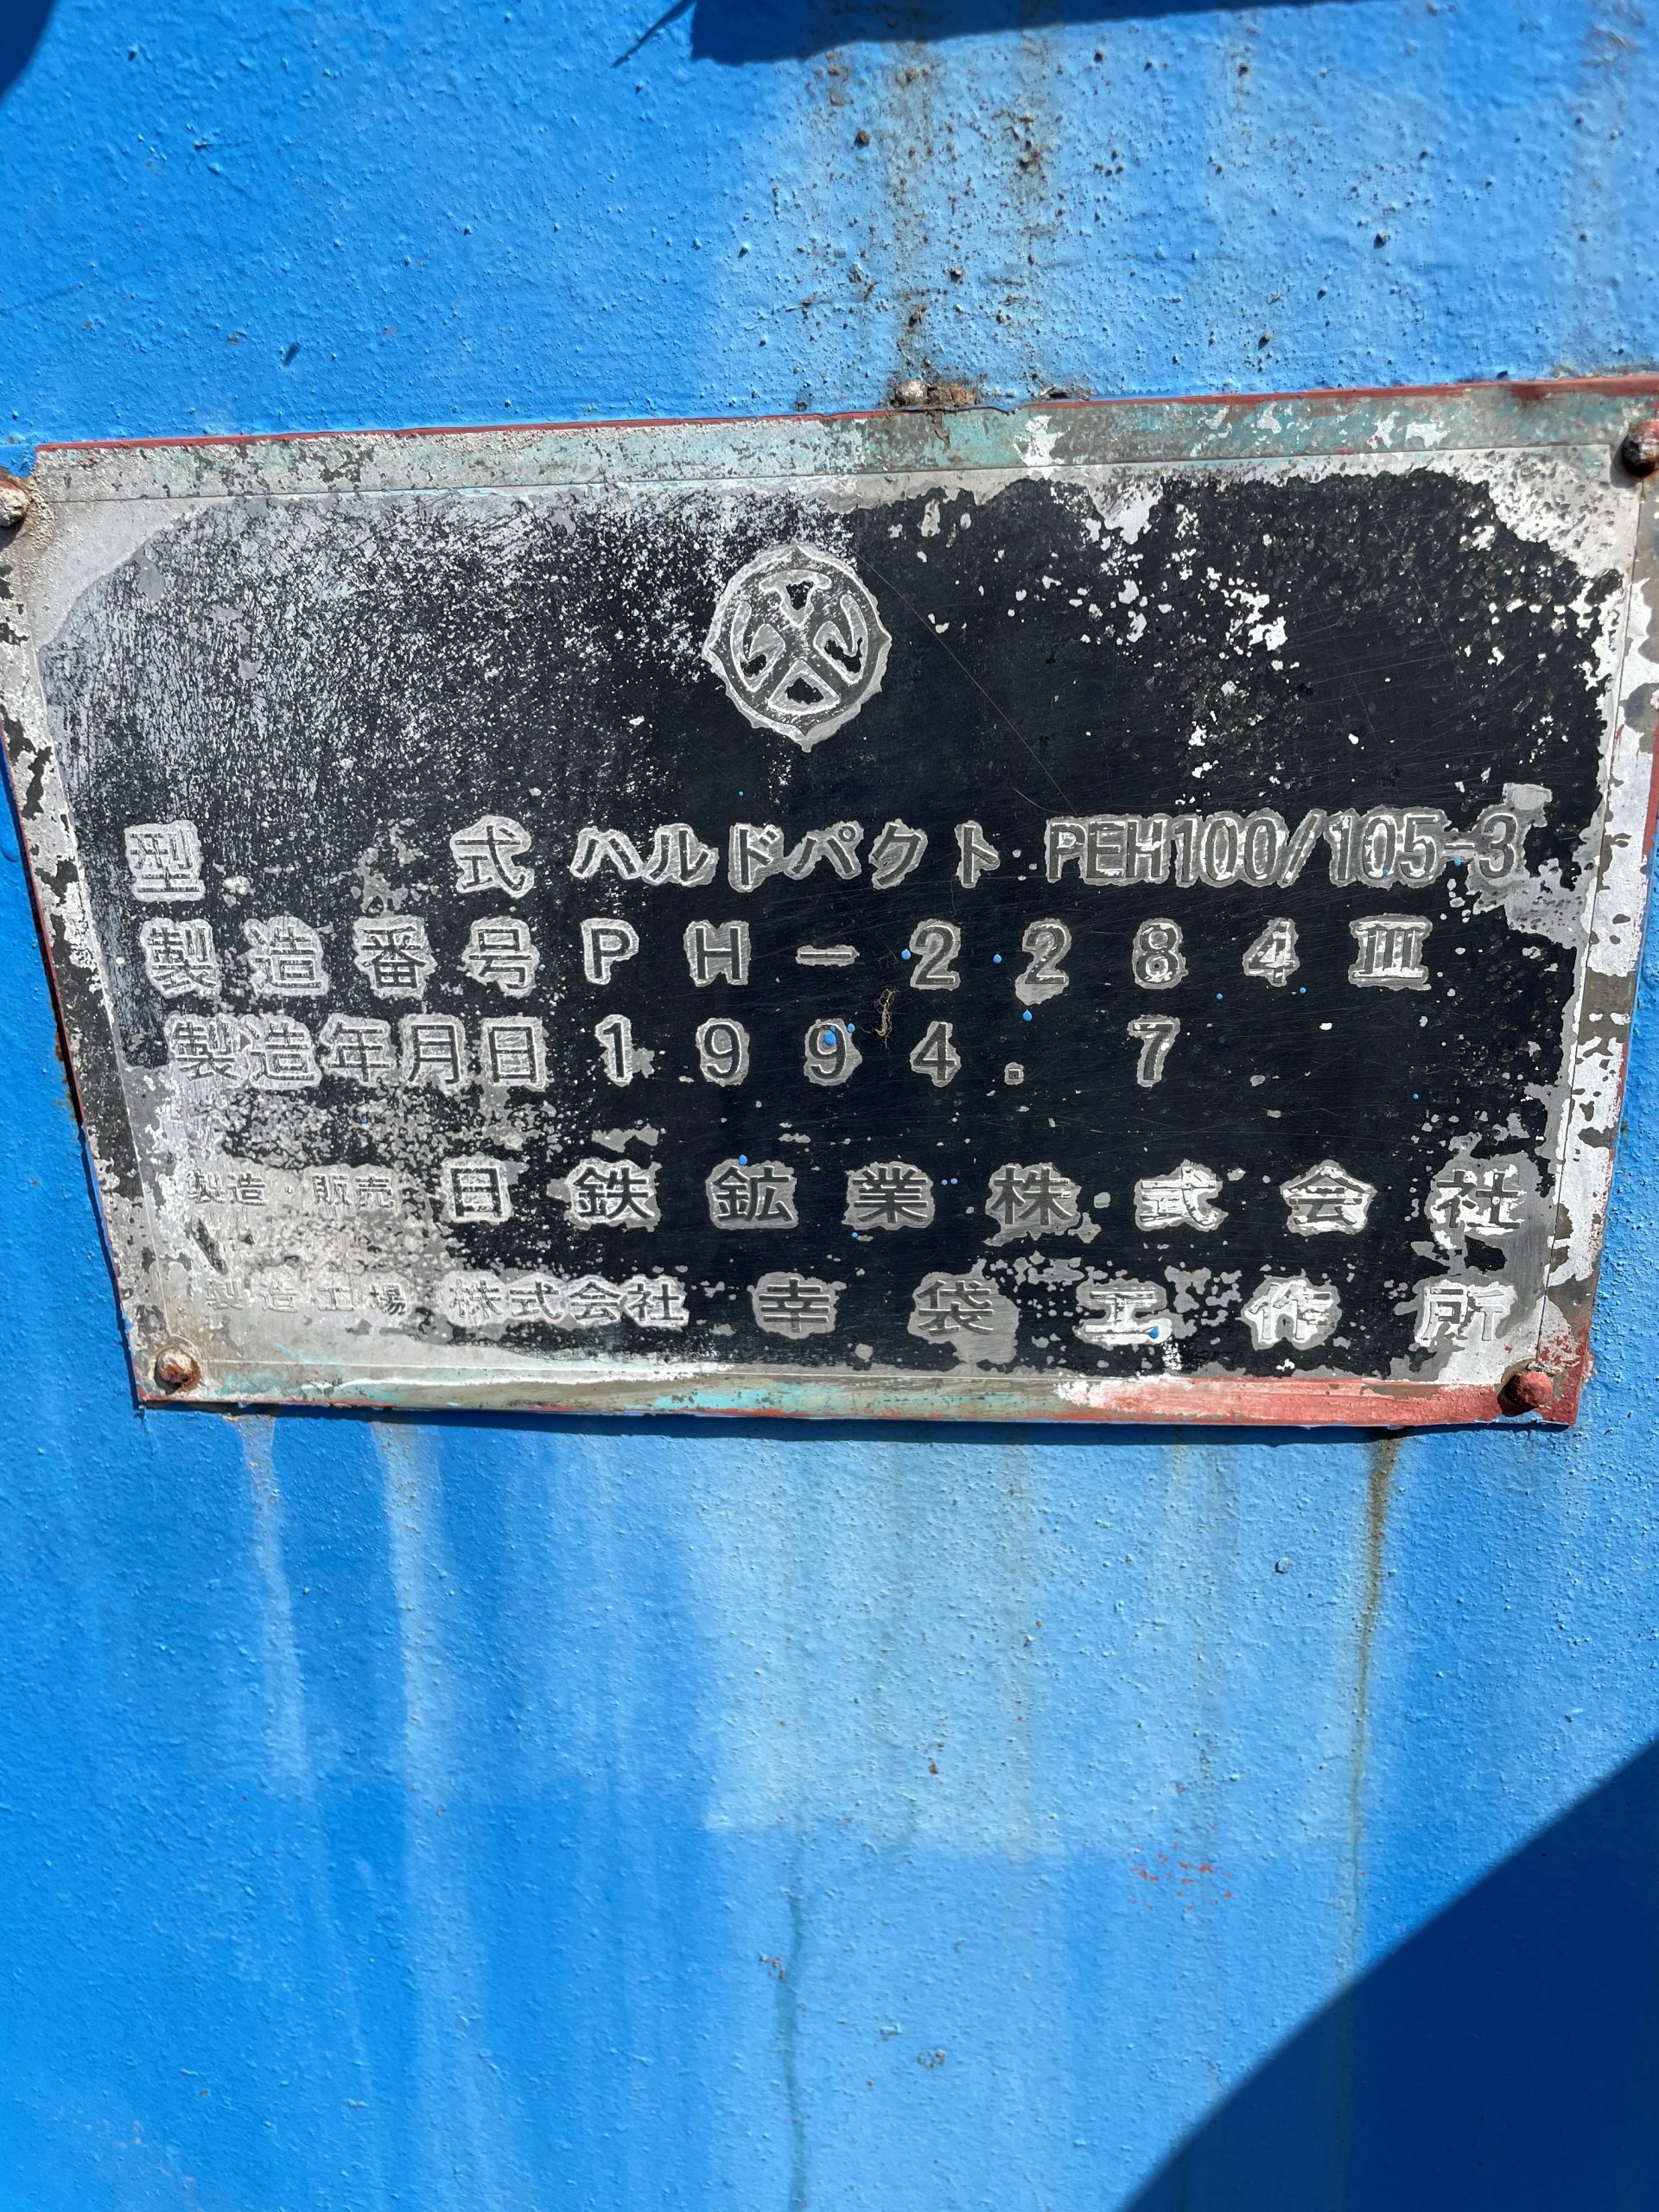 型式 ハルドパクト PEH100/105-3
製造番号 PH-2284Ⅲ
製造年月日 1994.7
製造・販売 日鉄鉱業株式会社
製造工場 株式会社 幸袋工作所